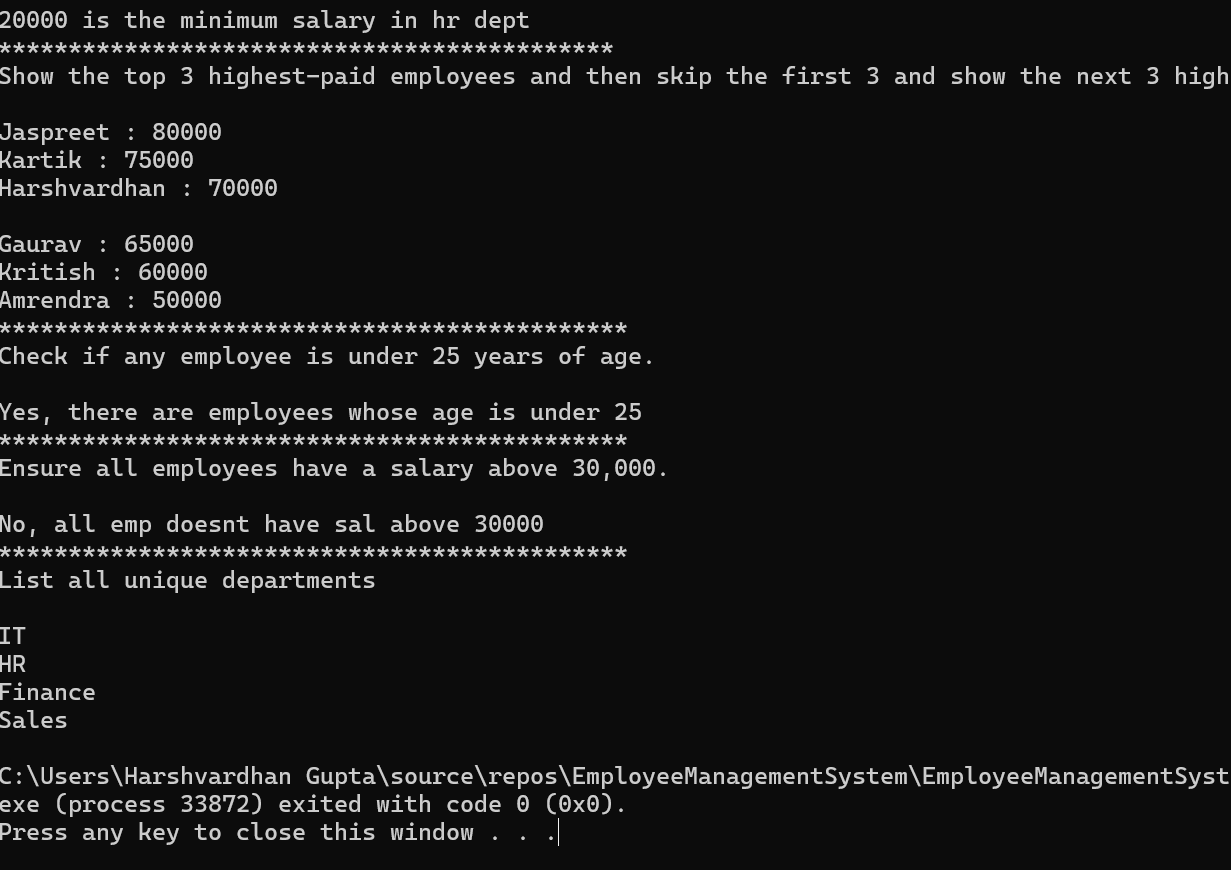 20000 is the minimum salary in hr dept
********************************************
Show the top 3 highest-paid employees and then skip the first 3 and show the next 3 high
Jaspreet : 80000
Kartik : 75000
Harshvardhan : 70000
Gaurav : 65000
Kritish : 60000
Amrendra : 50000
*********************************************
Check if any employee is under 25 years of age.
Yes, there are employees whose age is under 25
*********************************************
Ensure all employees have a salary above 30,000.
No, all emp doesnt have sal above 30000
*********************************************
List all unique departments
IT
HR
Finance
Sales
C:\Users\Harshvardhan Gupta\source\repos\EmployeeManagementSystem\EmployeeManagementSyst
exe (process 33872) exited with code 0 (0x0).
Press any key to close this window . . .